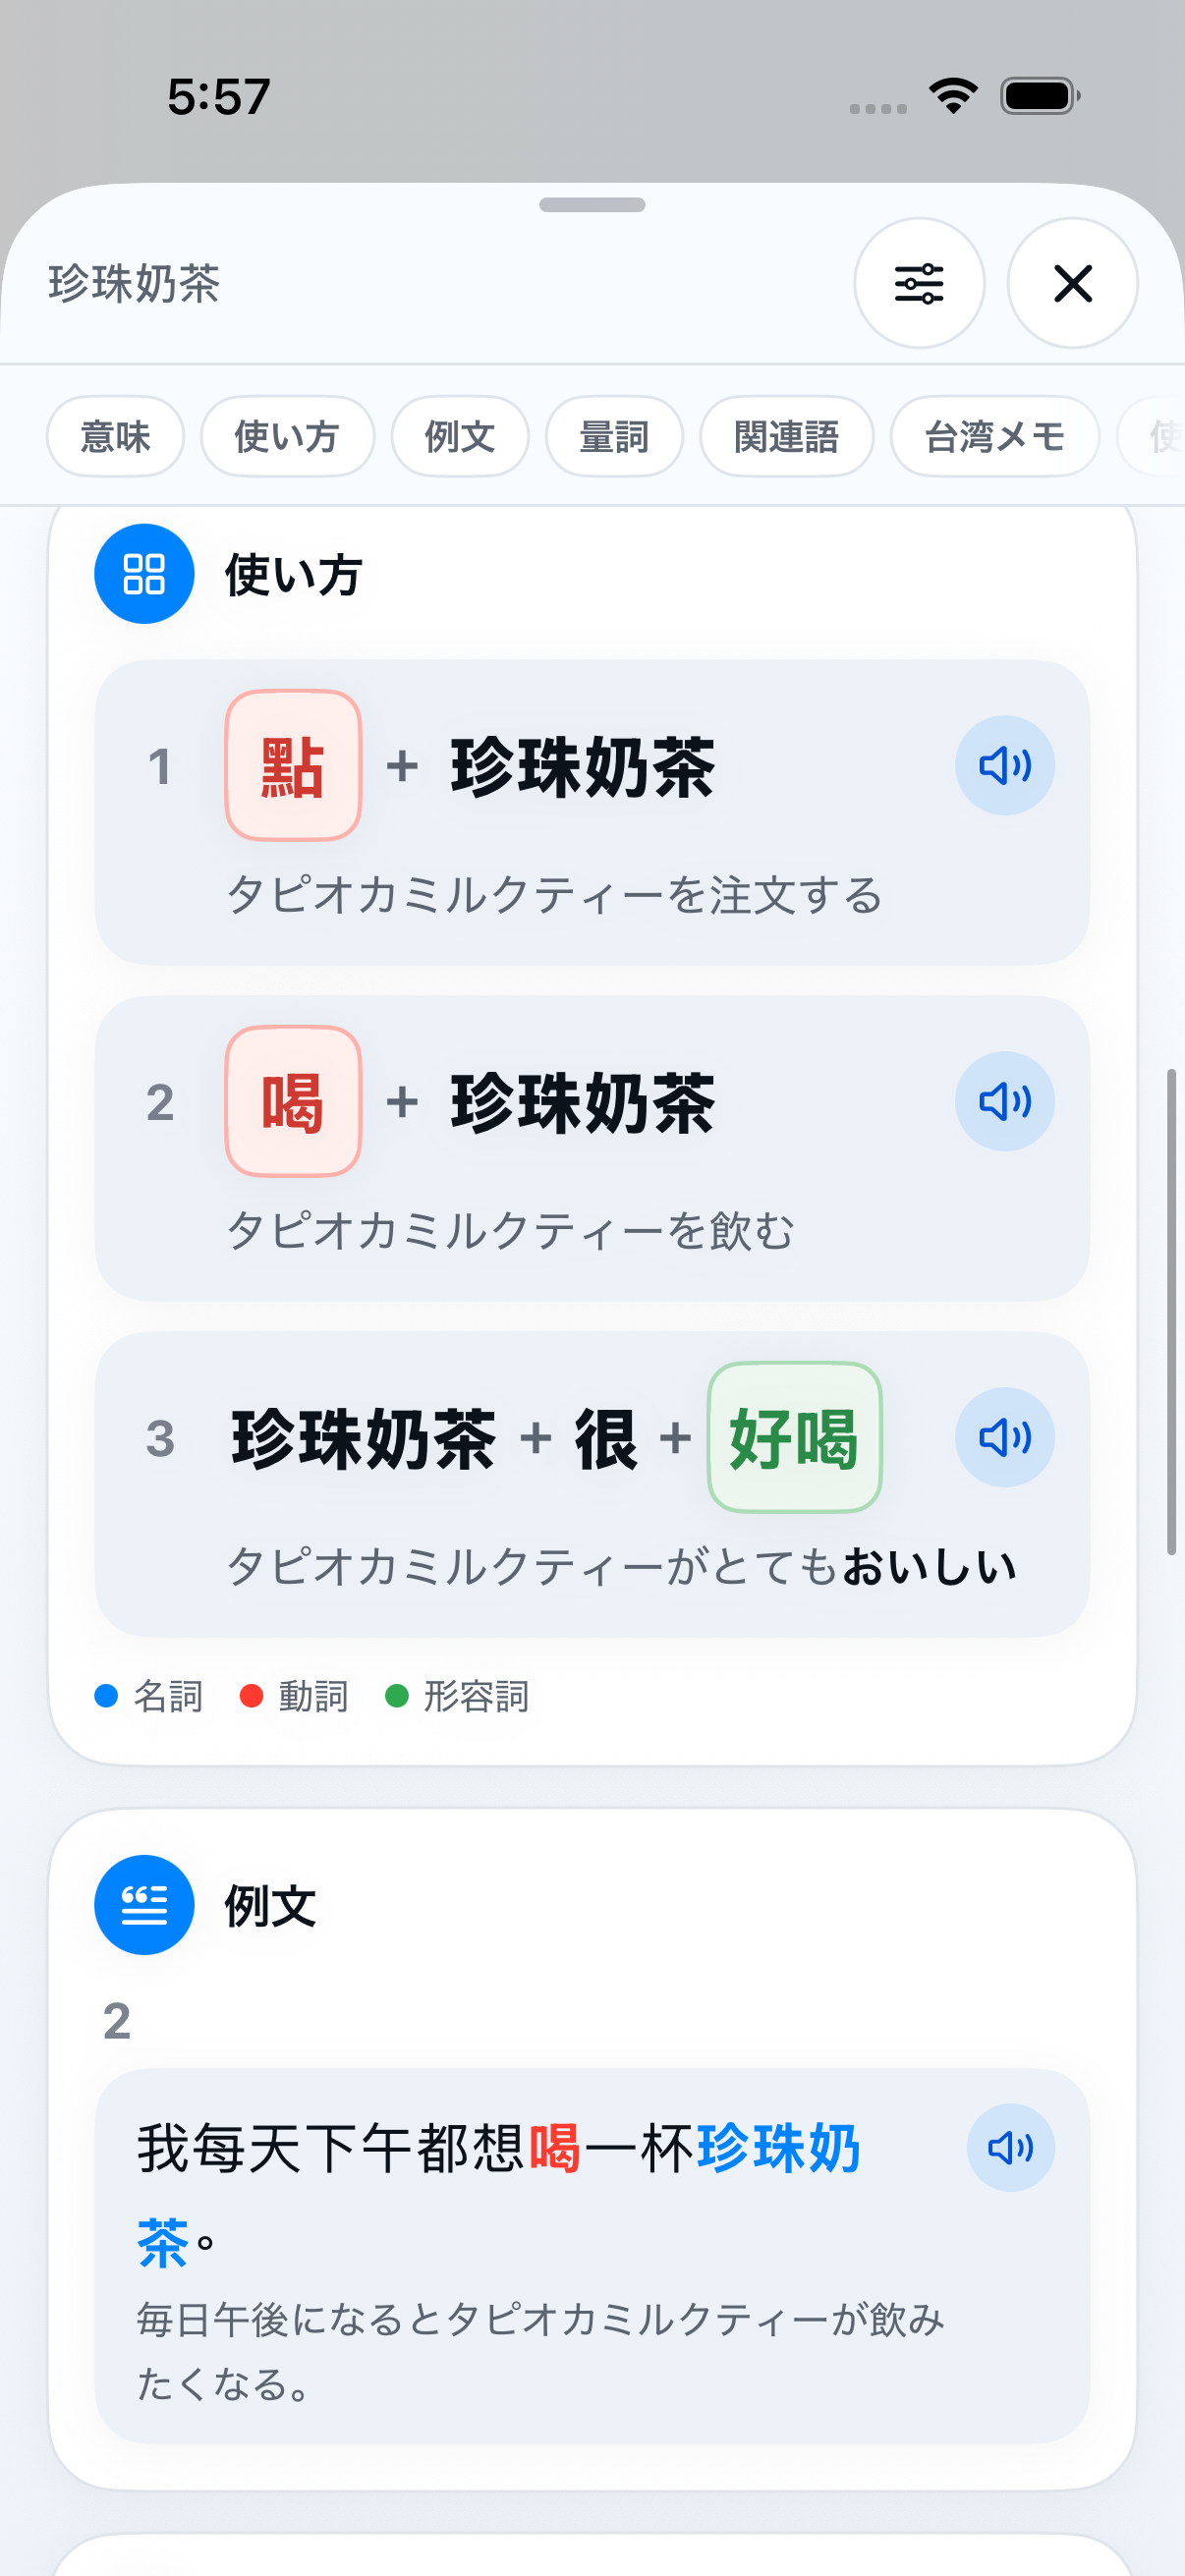 5:57
珍珠奶茶
意味 使い方 例文 量詞 関連語 台湾メモ 使
使い方
1 點 + 珍珠奶茶
タピオカミルクティーを注文する
2 喝 + 珍珠奶茶
タピオカミルクティーを飲む
3 珍珠奶茶 + 很 + 好喝
タピオカミルクティーがとてもおいしい
名詞 動詞 形容詞
例文
2
我每天下午都想喝一杯珍珠奶
茶。
毎日午後になるとタピオカミルクティーが飲み
たくなる。